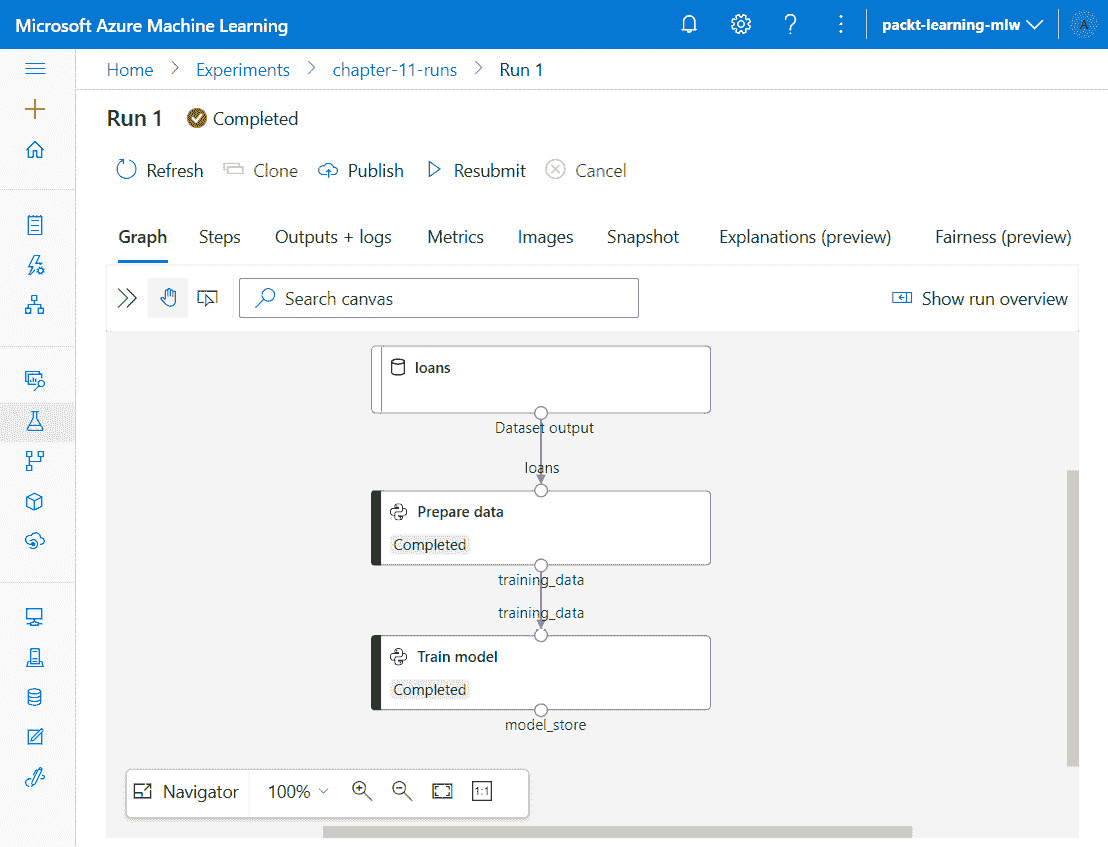 Microsoft Azure Machine Learning
packt-learning-mlw
A
Home > Experiments > chapter-11-runs > Run 1
Run 1 Completed
Refresh Clone Publish Resubmit Cancel
Graph Steps Outputs + logs Metrics Images Snapshot Explanations (preview) Fairness (preview)
Search canvas Show run overview
loans
Dataset output
loans
Prepare data
Completed
training_data
training_data
Train model
Completed
model_store
Navigator 100% 1:1